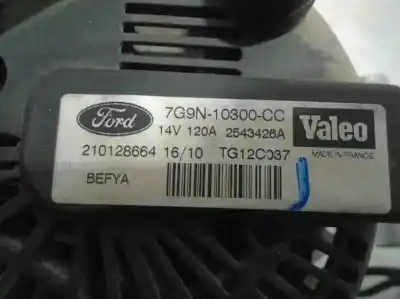 Ford 7G9N-10300-CC
14V 120A 2543426A Valeo
210128664 16/10 TG12C037 MADE IN FRANCE
BEFYA